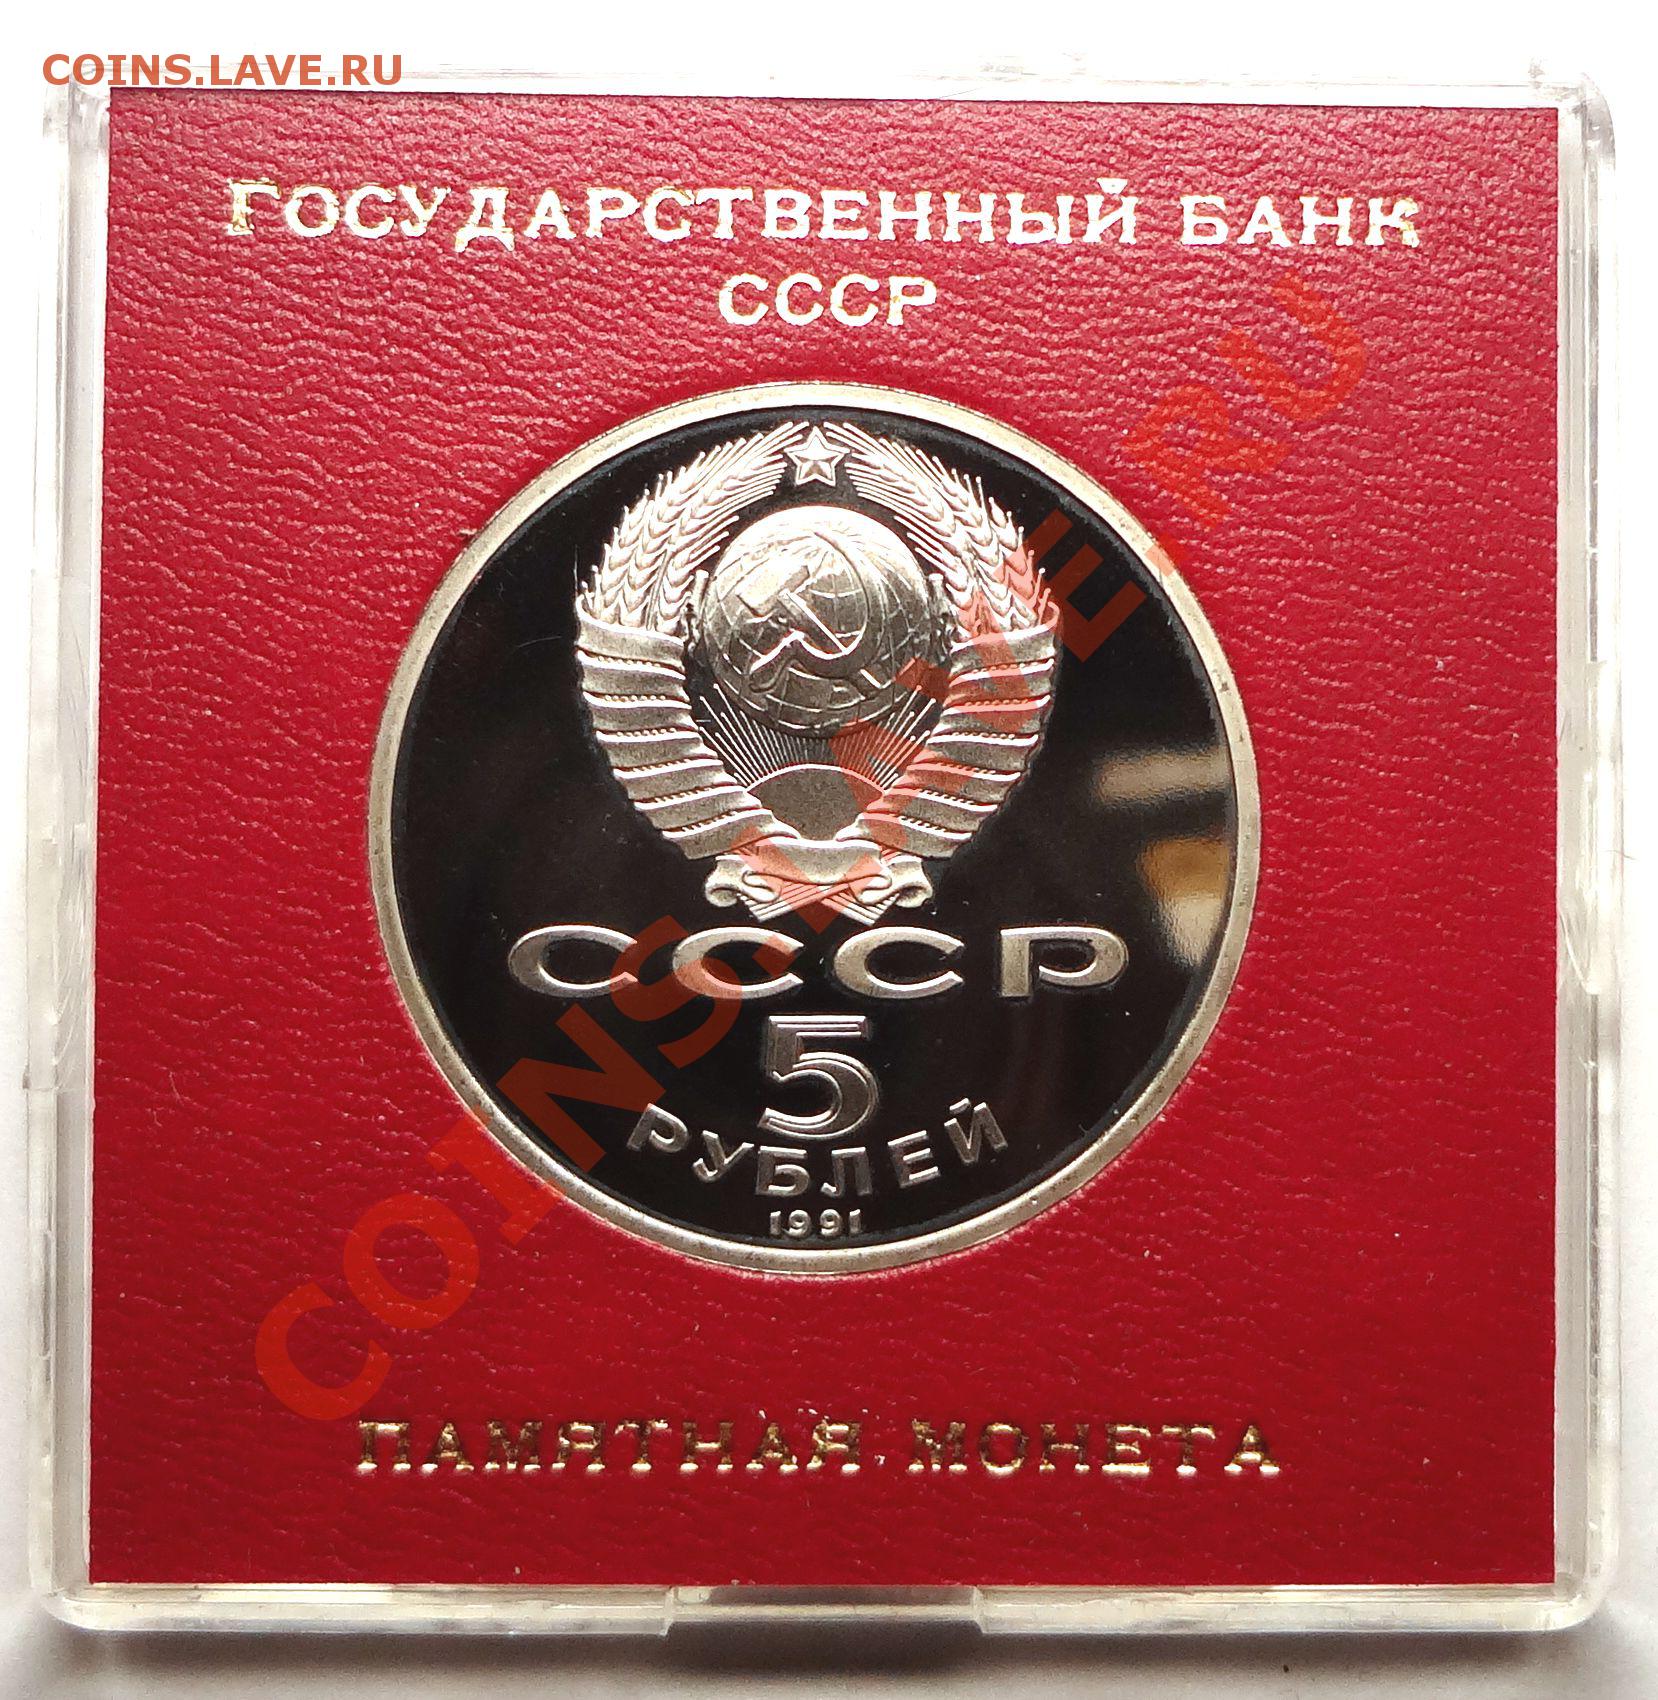 COINS.LAVE.RU
ГОСУДАРСТВЕННЫЙ БАНК
СССР
СССР
5
РУБЛЕЙ
1991
ПАМЯТНАЯ МОНЕТА
COINS.LAVE.RU